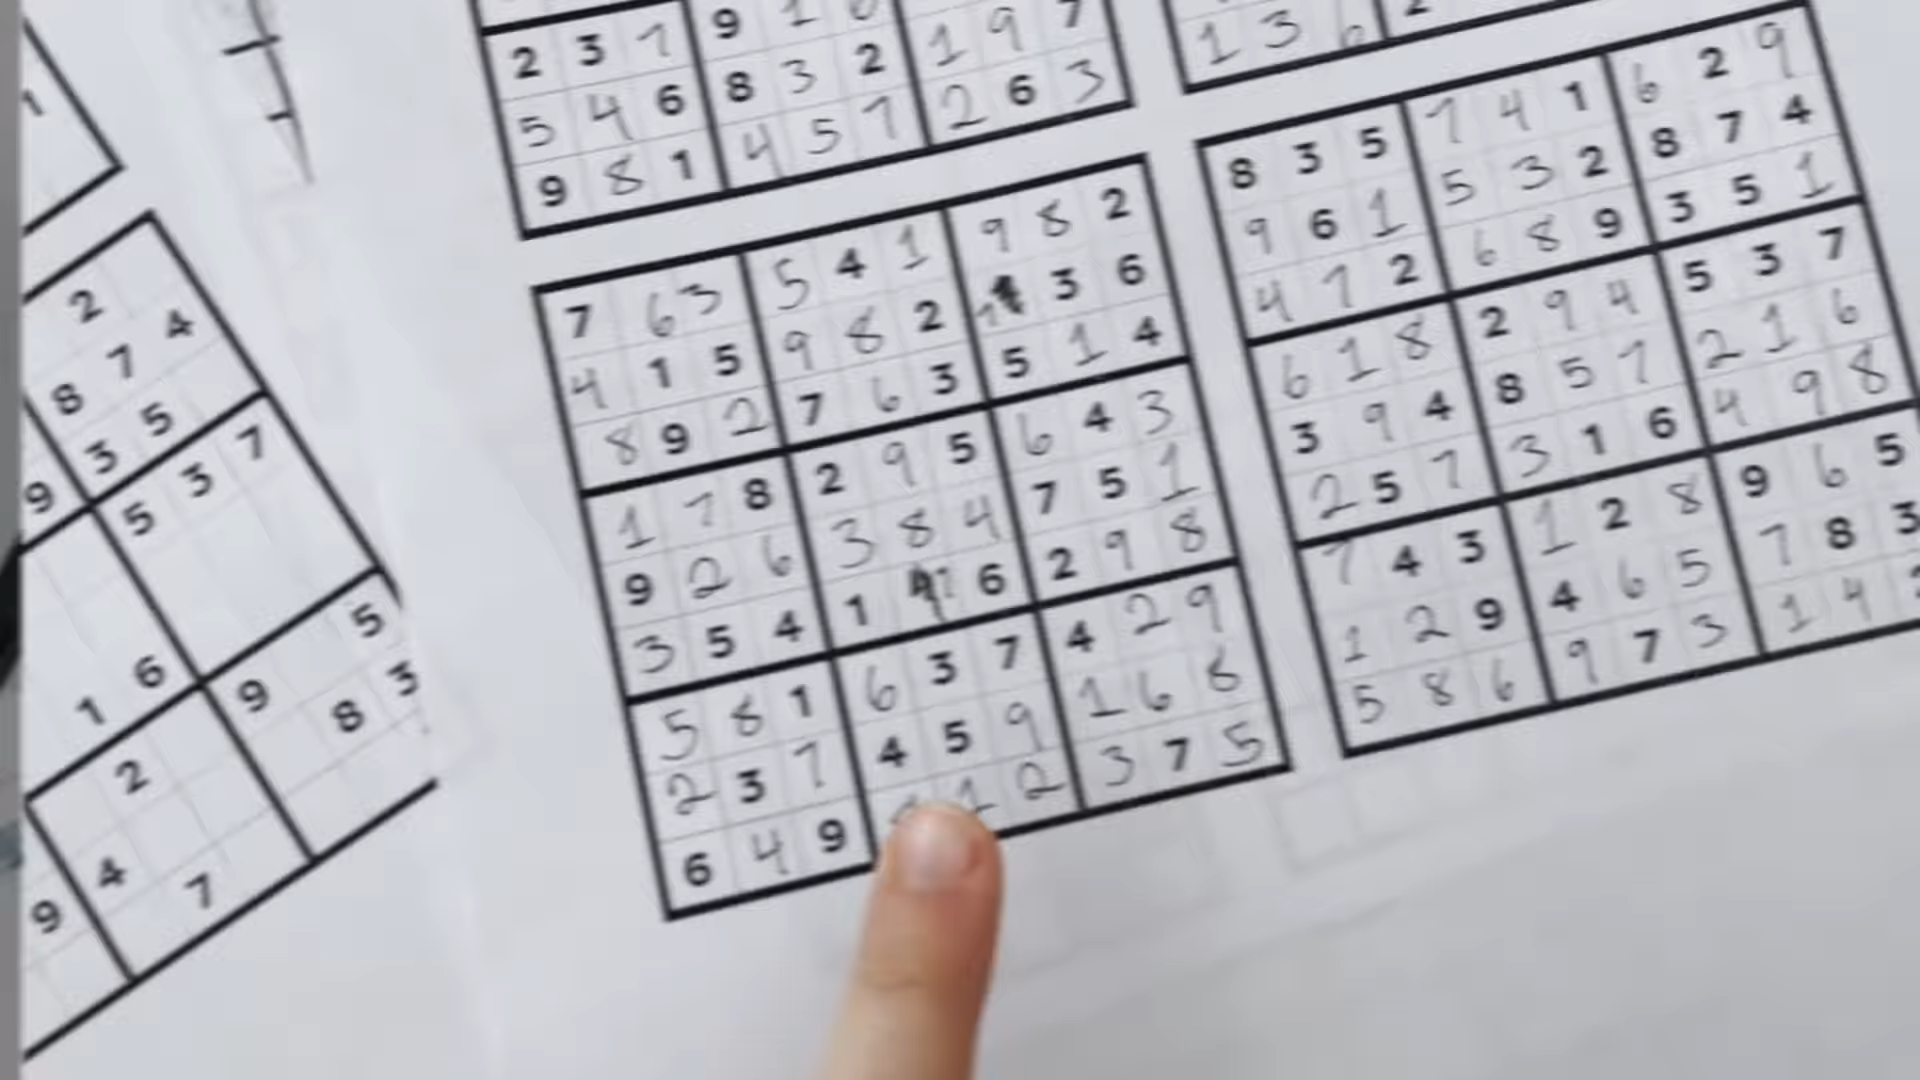 2 3 7 9 1
5 4 6 8 3 2 1 9 7
9 8 1 4 5 7 2 6 3
1 3 6 2
7 6 3 5 4 1 9 8 2
4 1 5 9 8 2 7 3 6
8 9 2 7 6 3 5 1 4
1 7 8 2 9 5 6 4 3
9 2 6 3 8 4 7 5 1
3 5 4 1 7 6 2 9 8
5 8 1 6 3 7 4 2 9
2 3 7 4 5 9 1 6 8
6 4 9 1 2 3 7 5
8 3 5 7 4 1 6 2 9
9 6 1 5 3 2 8 7 4
4 7 2 6 8 9 3 5 1
6 1 8 2 9 4 5 3 7
3 9 4 8 5 7 2 1 6
2 5 7 3 1 6 4 9 8
7 4 3 1 2 8 9 6 5
1 2 9 4 6 5 7 8 3
5 8 6 9 7 3 1 4
1
2
8 7 4
9 3 5
5 3 7
1 6
2 9 5
4 8 3
9 7